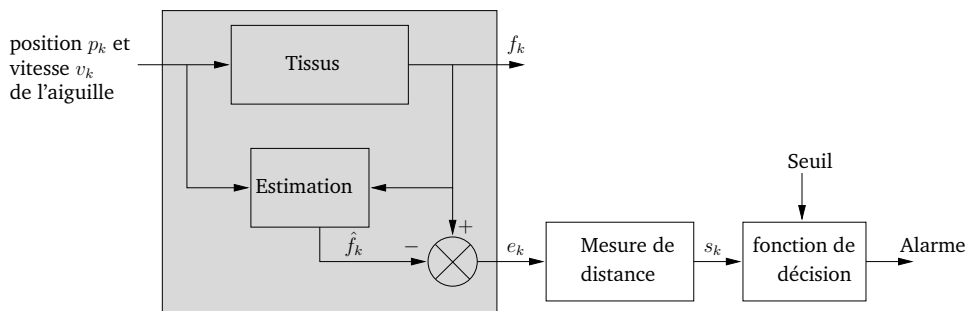 position $p_k$ et
vitesse $v_k$
de l'aiguille
Tissus
$f_k$
Estimation
$\hat{f}_k$
−
+
$e_k$
Mesure de
distance
$s_k$
Seuil
fonction de
décision
Alarme